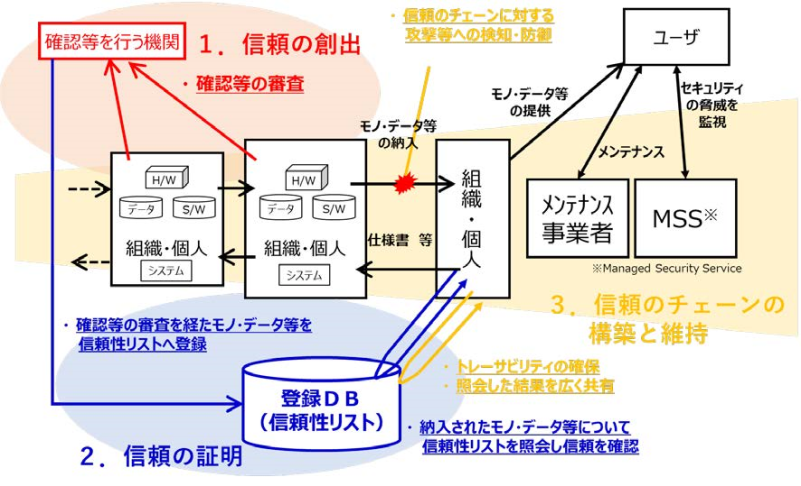 確認等を行う機関
1．信頼の創出
・確認等の審査
・信頼のチェーンに対する
攻撃等への検知・防御
ユーザ
モノ・データ等
の提供
セキュリティ
の脅威を
監視
モノ・データ等
の納入
メンテナンス
H/W
データ
S/W
組織・個人
システム
H/W
データ
S/W
組織・個人
システム
仕様書 等
組織・個人
メンテナンス
事業者
MSS※
※Managed Security Service
3．信頼のチェーンの
構築と維持
・確認等の審査を経たモノ・データ等を
信頼性リストへ登録
・トレーサビリティの確保
・照会した結果を広く共有
登録ＤＢ
（信頼性リスト）
・納入されたモノ・データ等について
信頼性リストを照会し信頼を確認
2．信頼の証明